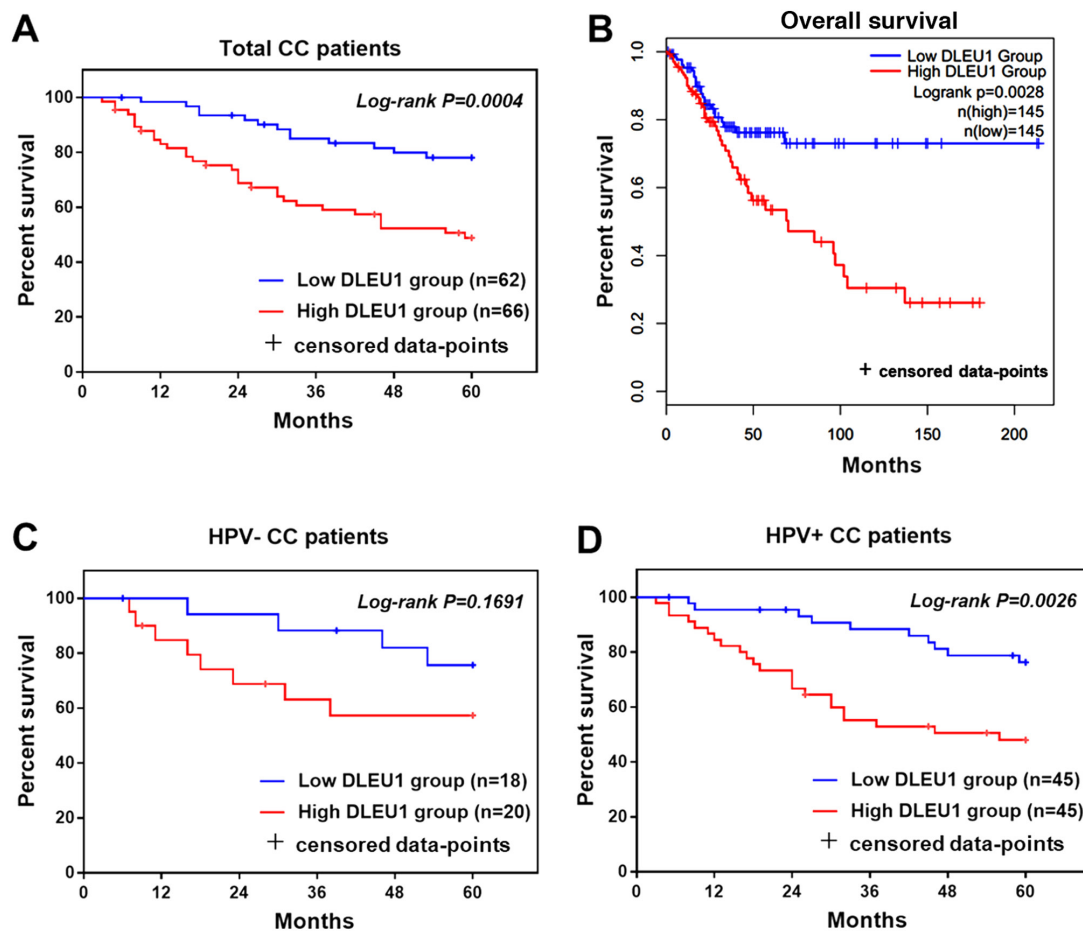 A
Total CC patients
Log-rank P=0.0004
Percent survival
100
80
60
40
20
0
Low DLEU1 group (n=62)
High DLEU1 group (n=66)
+ censored data-points
0 12 24 36 48 60
Months
B
Overall survival
Low DLEU1 Group
High DLEU1 Group
Logrank p=0.0028
n(high)=145
n(low)=145
Percent survival
1.0
0.8
0.6
0.4
0.2
0.0
+ censored data-points
0 50 100 150 200
Months
C
HPV- CC patients
Log-rank P=0.1691
Percent survival
100
80
60
40
20
0
Low DLEU1 group (n=18)
High DLEU1 group (n=20)
+ censored data-points
0 12 24 36 48 60
Months
D
HPV+ CC patients
Log-rank P=0.0026
Percent survival
100
80
60
40
20
0
Low DLEU1 group (n=45)
High DLEU1 group (n=45)
+ censored data-points
0 12 24 36 48 60
Months